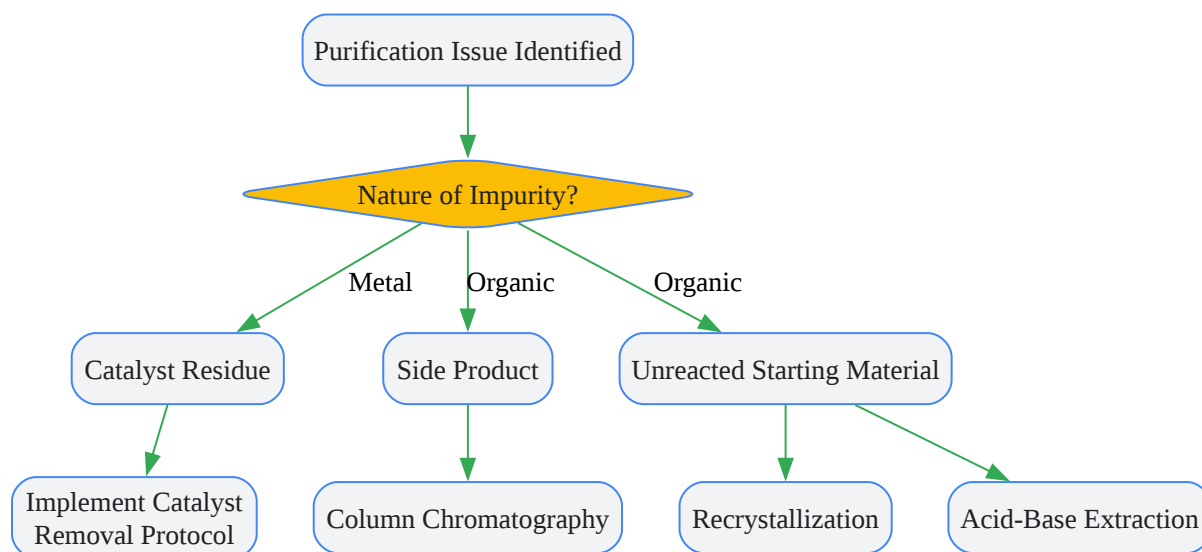 Purification Issue Identified
Nature of Impurity?
Metal
Organic
Organic
Catalyst Residue
Side Product
Unreacted Starting Material
Implement Catalyst
Removal Protocol
Column Chromatography
Recrystallization
Acid-Base Extraction